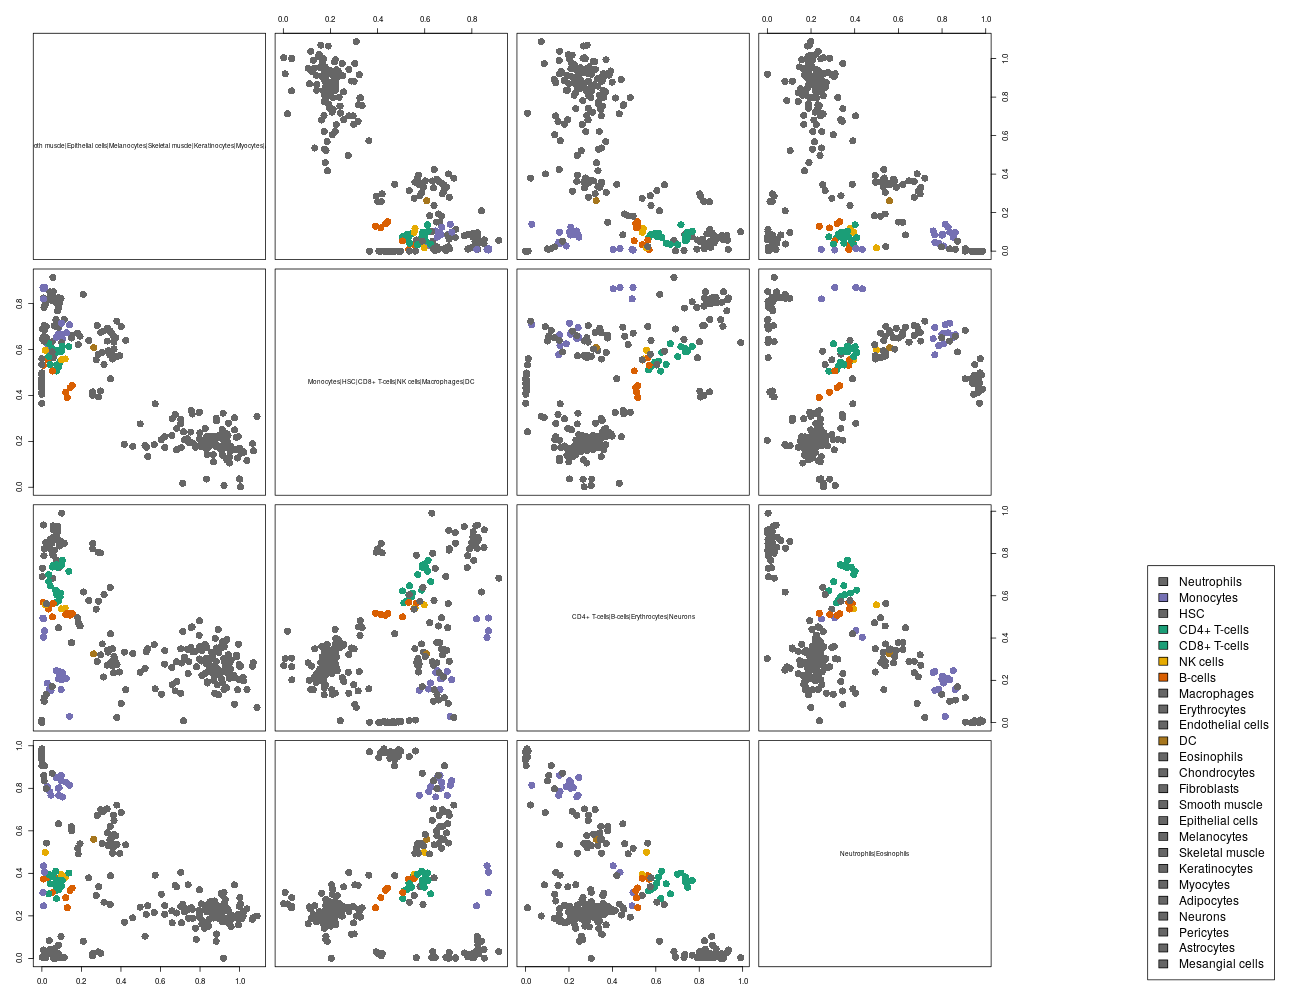 0.0 0.4 0.6 0.8
0.0 0.2 0.4 0.6 0.8 1.0
oth muscle|Epithelial cells|Melanocytes|Skeletal muscle|Keratinocytes|Myocytes|
0.0 0.2 0.4 0.6 0.8 1.0
0.0 0.2 0.4 0.6 0.8
Monocytes|HSC|CD8+ T-cells|NK cells|Macrophages|DC
CD4+ T-cells|B-cells|Erythrocytes|Neurons
0.0 0.2 0.4 0.6 0.8 1.0
0.0 0.2 0.4 0.6 0.8 1.0
Neutrophils|Eosinophils
0.0 0.2 0.4 0.6 0.8 1.0
0.0 0.2 0.4 0.6 0.8 1.0
Neutrophils
Monocytes
HSC
CD4+ T-cells
CD8+ T-cells
NK cells
B-cells
Macrophages
Erythrocytes
Endothelial cells
DC
Eosinophils
Chondrocytes
Fibroblasts
Smooth muscle
Epithelial cells
Melanocytes
Skeletal muscle
Keratinocytes
Myocytes
Adipocytes
Neurons
Pericytes
Astrocytes
Mesangial cells